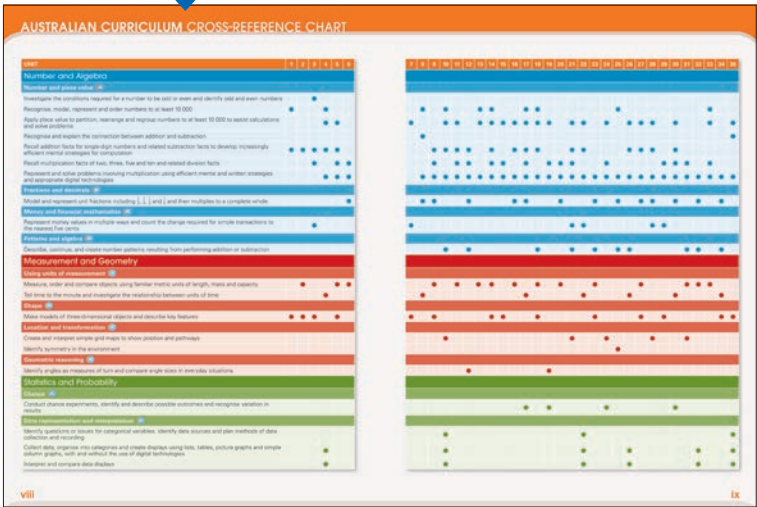 AUSTRALIAN CURRICULUM CROSS-REFERENCE CHART
UNIT 1 2 3 4 5 6 7 8 9 10 11 12 13 14 15 16 17 18 19 20 21 22 23 24 25 26 27 28 29 30 31 32 33 34 35
Number and Algebra
Number and place value
Investigate the conditions required for a number to be odd or even and identify odd and even numbers
Recognise, model, represent and order numbers to at least 10 000
Apply place value to partition, rearrange and regroup numbers to at least 10 000 to assist calculations
and solve problems
Recognise and explain the connection between addition and subtraction
Recall addition facts for single-digit numbers and related subtraction facts to develop increasingly
efficient mental strategies for computation
Recall multiplication facts of two, three, five and ten and related division facts
Represent and solve problems involving multiplication using efficient mental and written strategies
and appropriate digital technologies
Fractions and decimals
Model and represent unit fractions including and their multiples to a complete whole
Money and financial mathematics
Represent money values in multiple ways and count the change required for simple transactions to
the nearest five cents
Patterns and algebra
Describe, continue, and create number patterns resulting from performing addition or subtraction
Measurement and Geometry
Using units of measurement
Measure, order and compare objects using familiar metric units of length, mass and capacity
Tell time to the minute and investigate the relationship between units of time
Shape
Make models of three-dimensional objects and describe key features
Location and transformation
Create and interpret simple grid maps to show position and pathways
Identify symmetry in the environment
Geometric reasoning
Identify angles as measures of turn and compare angle sizes in everyday situations
Statistics and Probability
Chance
Conduct chance experiments, identify and describe possible outcomes and recognise variation in
results
Data representation and interpretation
Identify questions or issues for categorical variables. Identify data sources and plan methods of data
collection and recording
Collect data, organise into categories and create displays using lists, tables, picture graphs and simple
column graphs, with and without the use of digital technologies
Interpret and compare data displays
viii
ix